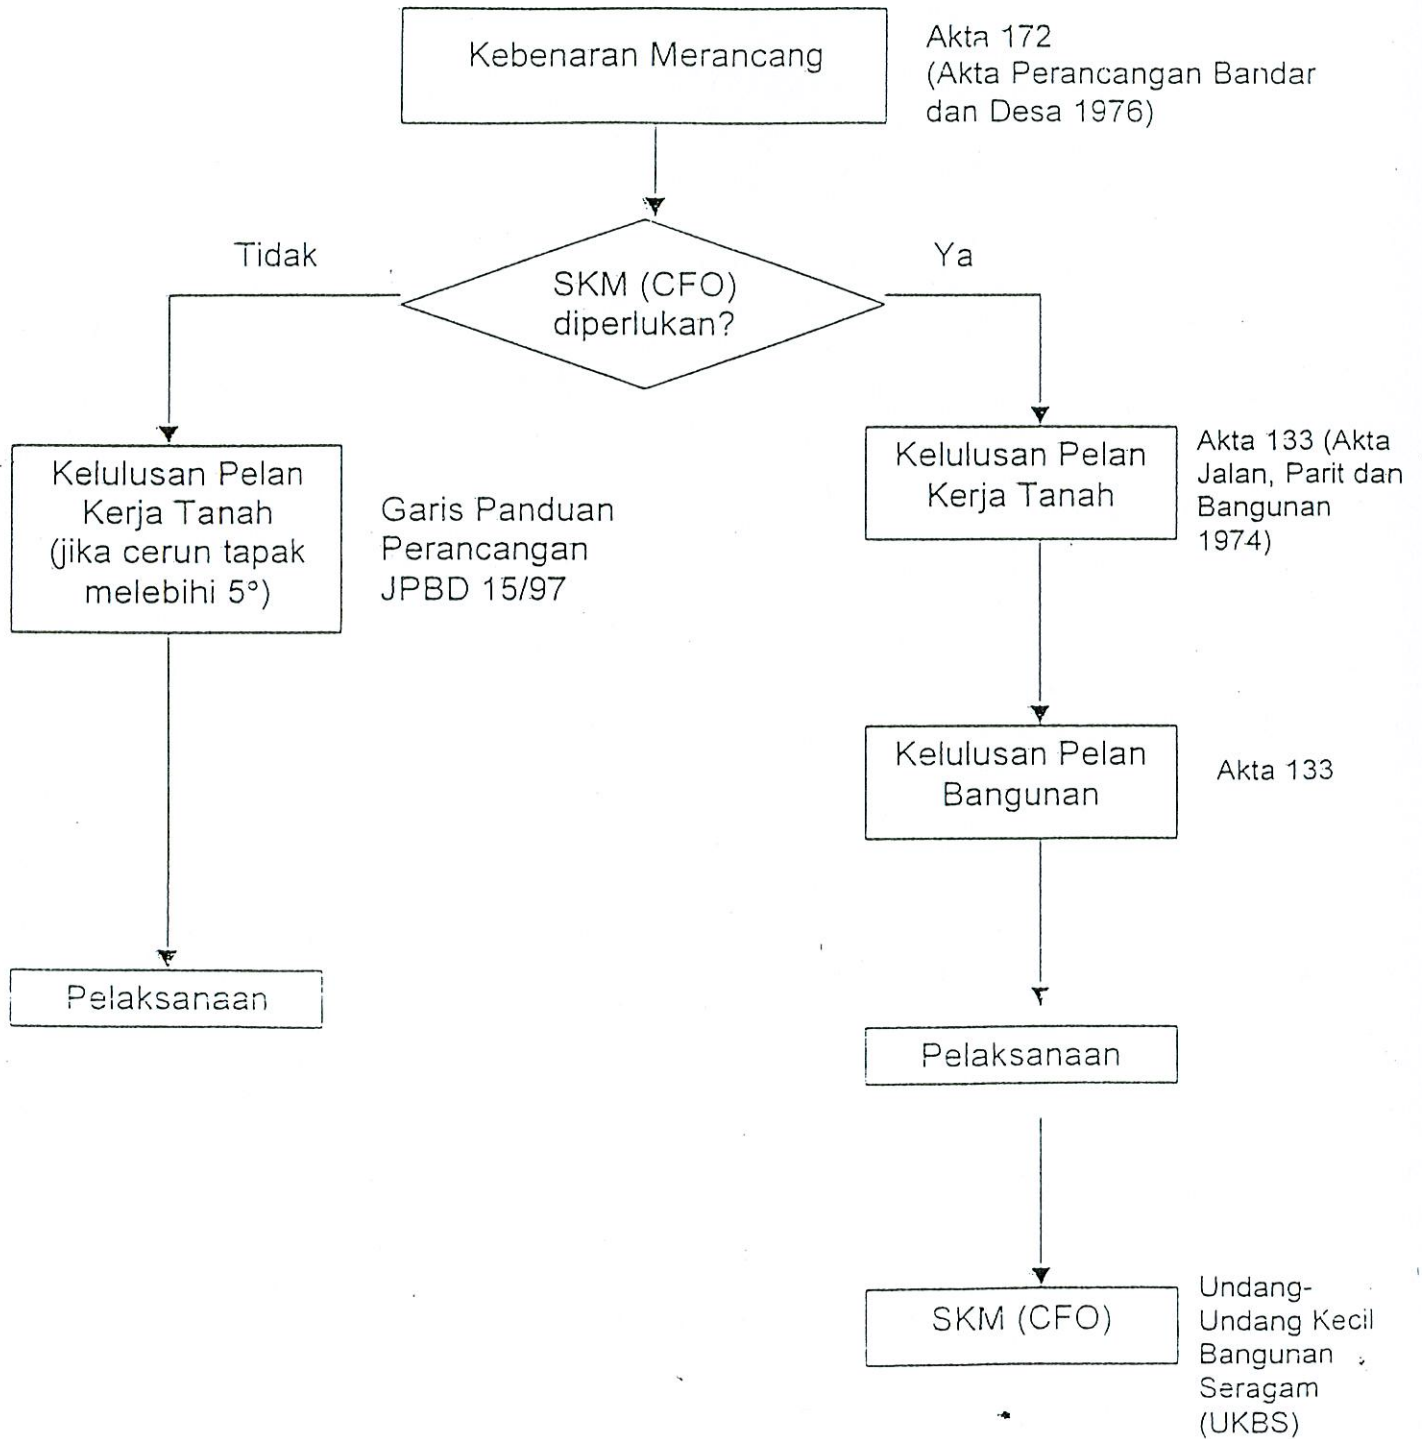 Kebenaran Merancang
Akta 172
(Akta Perancangan Bandar
dan Desa 1976)
Tidak
Ya
SKM (CFO)
diperlukan?
Kelulusan Pelan
Kerja Tanah
(jika cerun tapak
melebihi 5°)
Garis Panduan
Perancangan
JPBD 15/97
Kelulusan Pelan
Kerja Tanah
Akta 133 (Akta
Jalan, Parit dan
Bangunan
1974)
Kelulusan Pelan
Bangunan
Akta 133
Pelaksanaan
Pelaksanaan
SKM (CFO)
Undang-
Undang Kecil
Bangunan
Seragam
(UKBS)